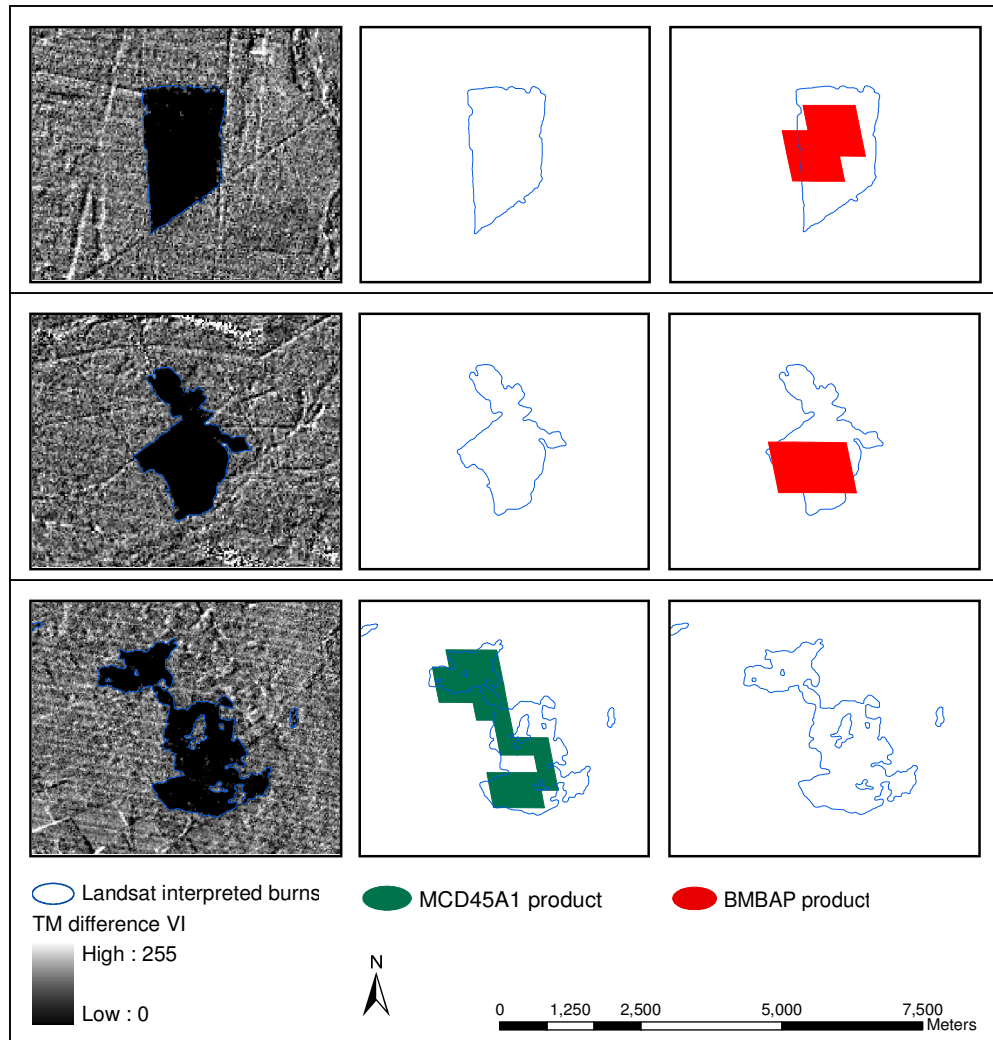 Landsat interpreted burns
MCD45A1 product
BMBAP product
TM difference VI
High : 255
Low : 0
N
0 1,250 2,500 5,000 7,500
Meters